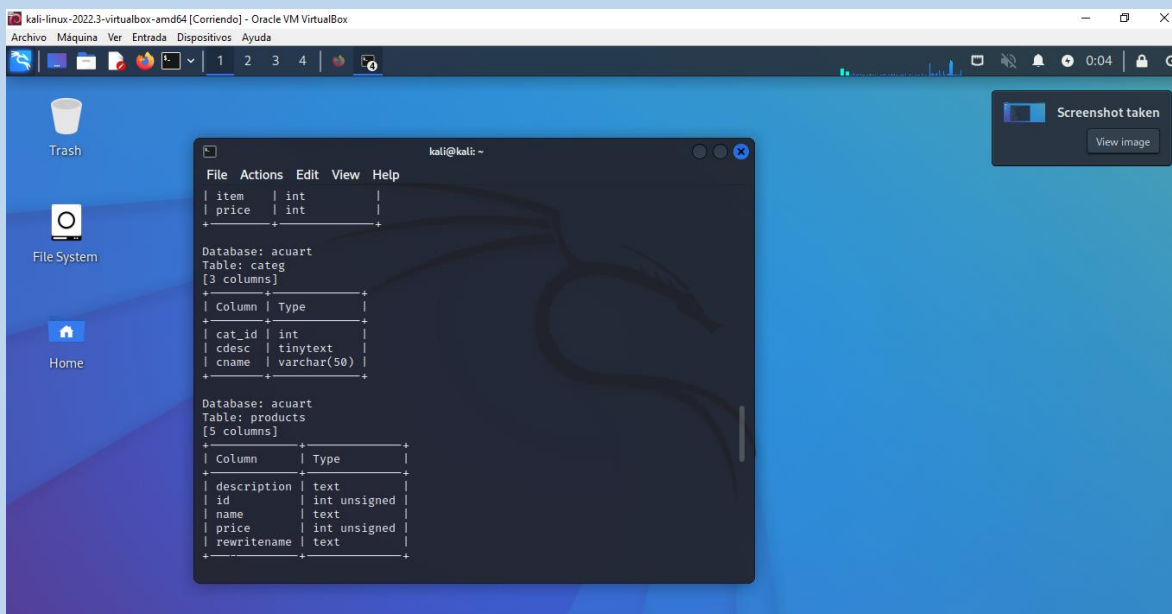 kali-linux-2022.3-virtualbox-amd64 [Corriendo] - Oracle VM VirtualBox
Archivo Máquina Ver Entrada Dispositivos Ayuda
1 2 3 4 4 0:04
Screenshot taken
View image
Trash
File System
Home
kali@kali: ~
File Actions Edit View Help
| item | int |
| price | int |
Database: acuart
Table: categ
[3 columns]
| Column | Type |
| cat_id | int |
| cdesc | tinytext |
| cname | varchar(50) |
Database: acuart
Table: products
[5 columns]
| Column | Type |
| description | text |
| id | int unsigned |
| name | text |
| price | int unsigned |
| rewritename | text |